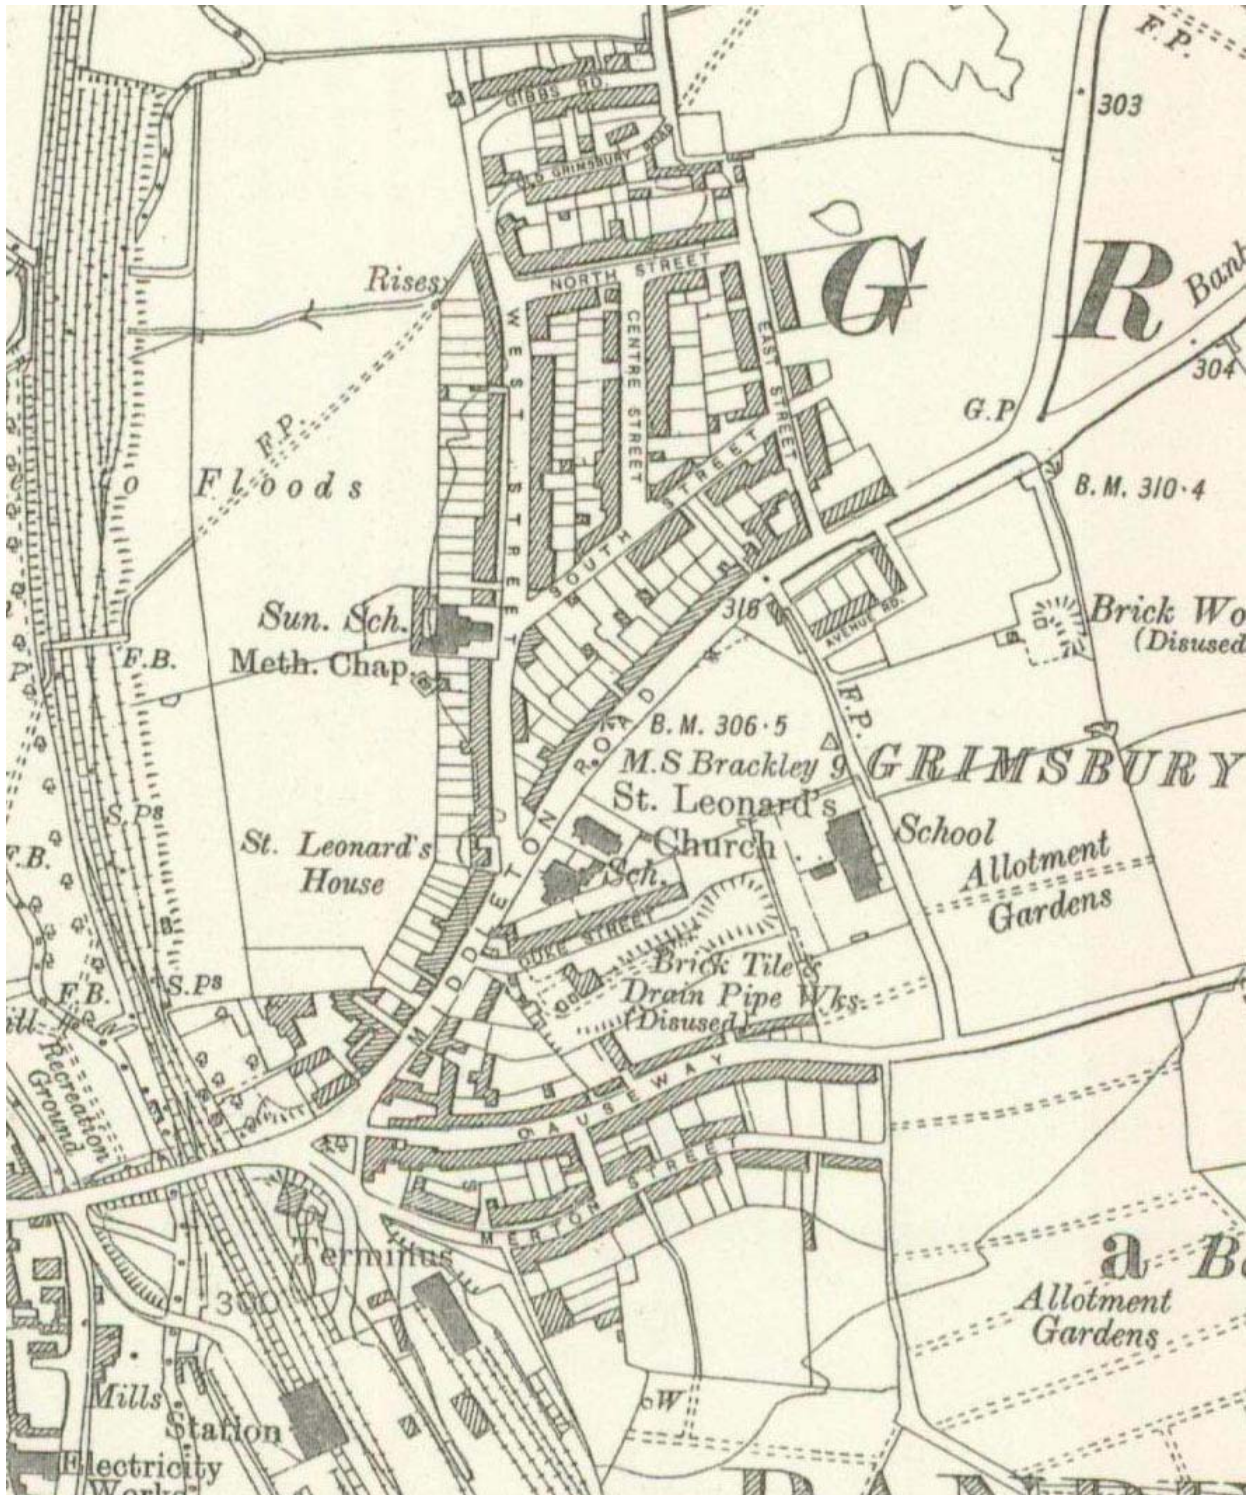 F.P.
303
GIBBS RD.
OLD GRIMSBURY ROAD
G R
NORTH STREET
Rises
WEST STREET
CENTRE STREET
EAST STREET
304
G.P
F.P.
SOUTH STREET
Floods
B.M. 310·4
316
AVENUE RD.
Sun. Sch.
Meth. Chap.
Brick Wo
(Disused
F.B.
F.P.
B.M. 306·5
M.S Brackley 9
GRIMSBURY
MIDDLETON ROAD
St. Leonard's
Church
S.Ps
St. Leonard's
House
Sch.
School
Allotment
Gardens
F.B.
DUKE STREET
Brick Tile &
Drain Pipe Wks.
(Disused)
F.B.
S.Ps
Recreation
Ground
CAUSEWAY
MERTON STREET
Terminus
300
a
Allotment
Gardens
Mills
Station
W
Electricity
Works